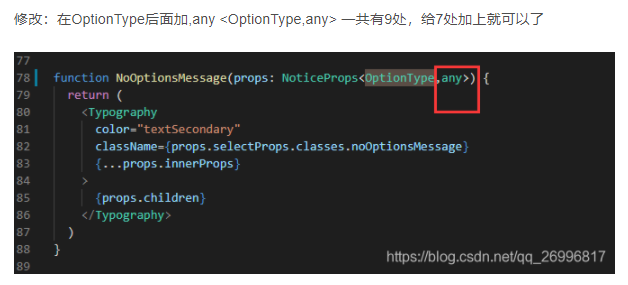 修改：在OptionType后面加,any <OptionType,any> 一共有9处，给7处加上就可以了
77
78 function NoOptionsMessage(props: NoticeProps<OptionType,any>) {
79 return (
80 <Typography
81 color="textSecondary"
82 className={props.selectProps.classes.noOptionsMessage}
83 {...props.innerProps}
84 >
85 {props.children}
86 </Typography>
87 )
88 }
89
https://blog.csdn.net/qq_26996817